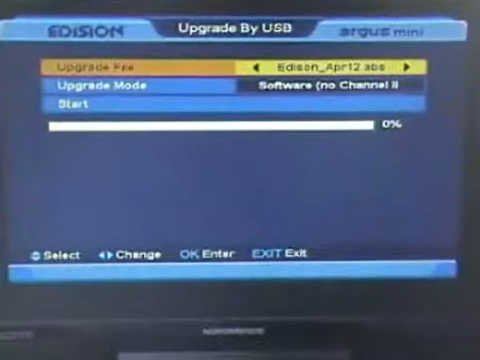 EDISION Upgrade By USB argus mini
Upgrade File Edison_Apr12.abs
Upgrade Mode Software (no Channel li
Start
0%
Select Change OK Enter EXIT Exit